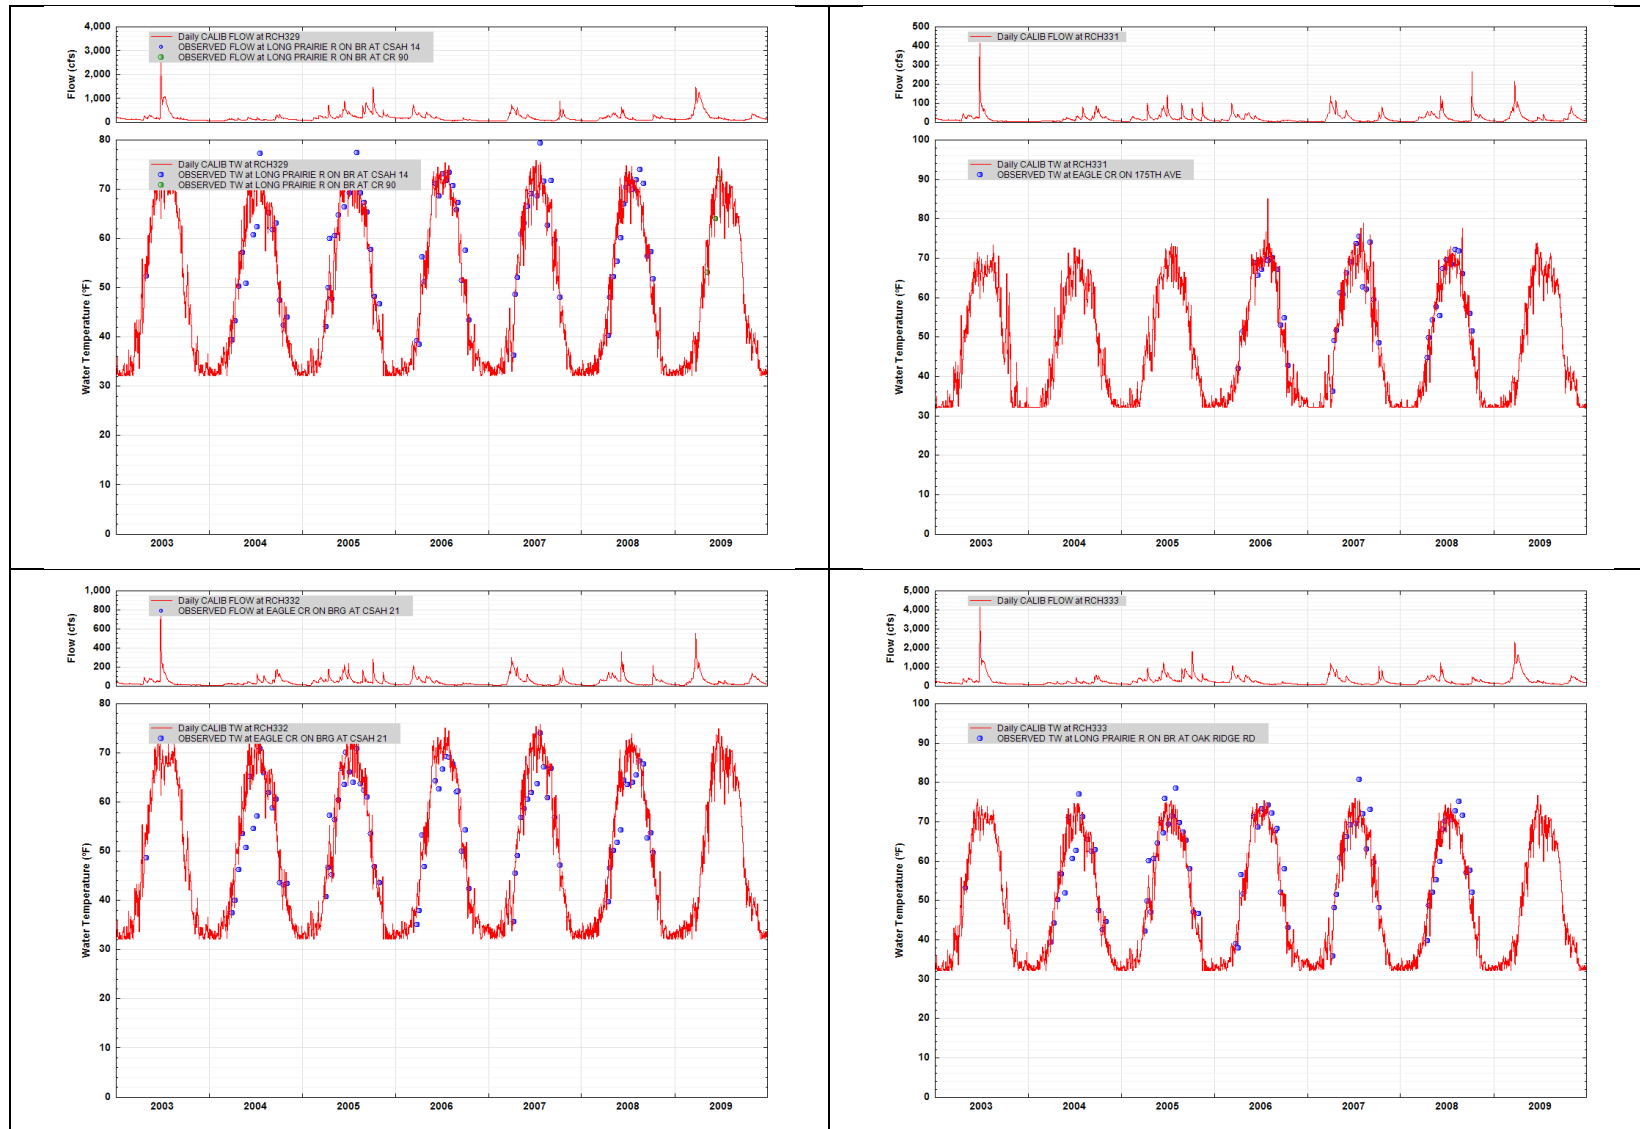 4,000
3,000
2,000
1,000
0
Flow (cfs)
Daily CALIB FLOW at RCH329
OBSERVED FLOW at LONG PRAIRIE R ON BR AT CSAH 14
OBSERVED FLOW at LONG PRAIRIE R ON BR AT CR 90
80
70
60
50
40
30
20
10
0
Water Temperature (°F)
Daily CALIB TW at RCH329
OBSERVED TW at LONG PRAIRIE R ON BR AT CSAH 14
OBSERVED TW at LONG PRAIRIE R ON BR AT CR 90
2003 2004 2005 2006 2007 2008 2009
500
400
300
200
100
0
Flow (cfs)
Daily CALIB FLOW at RCH331
100
90
80
70
60
50
40
30
20
10
0
Water Temperature (°F)
Daily CALIB TW at RCH331
OBSERVED TW at EAGLE CR ON 175TH AVE
2003 2004 2005 2006 2007 2008 2009
1,000
800
600
400
200
0
Flow (cfs)
Daily CALIB FLOW at RCH332
OBSERVED FLOW at EAGLE CR ON BRG AT CSAH 21
80
70
60
50
40
30
20
10
0
Water Temperature (°F)
Daily CALIB TW at RCH332
OBSERVED TW at EAGLE CR ON BRG AT CSAH 21
2003 2004 2005 2006 2007 2008 2009
5,000
4,000
3,000
2,000
1,000
0
Flow (cfs)
Daily CALIB FLOW at RCH333
100
90
80
70
60
50
40
30
20
10
0
Water Temperature (°F)
Daily CALIB TW at RCH333
OBSERVED TW at LONG PRAIRIE R ON BR AT OAK RIDGE RD
2003 2004 2005 2006 2007 2008 2009